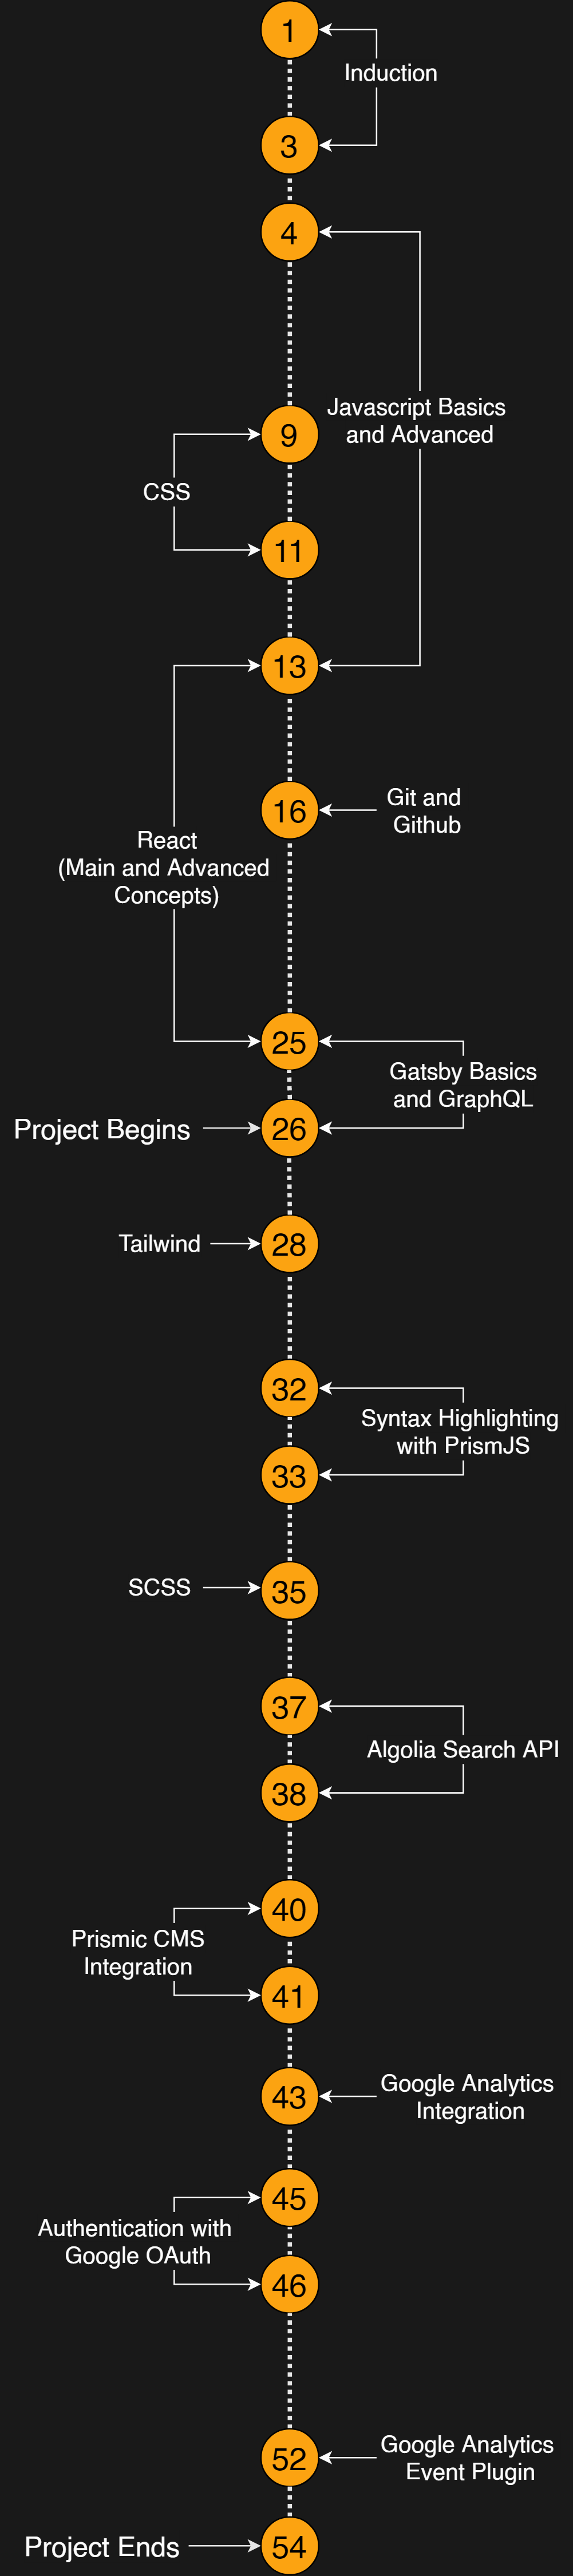 1
Induction
3
4
Javascript Basics
and Advanced
9
CSS
11
13
16
Git and
Github
React
(Main and Advanced
Concepts)
25
Gatsby Basics
and GraphQL
Project Begins
26
Tailwind
28
32
Syntax Highlighting
with PrismJS
33
SCSS
35
37
Algolia Search API
38
40
Prismic CMS
Integration
41
43
Google Analytics
Integration
45
Authentication with
Google OAuth
46
52
Google Analytics
Event Plugin
Project Ends
54